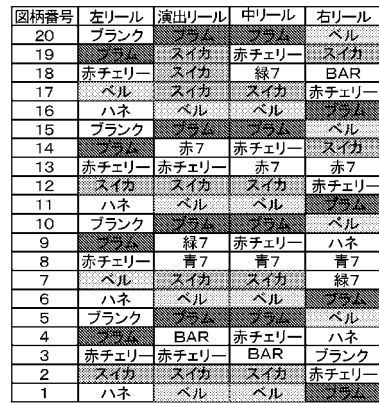 図柄番号 左リール 演出リール 中リール 右リール
20 ブランク プラム プラム ベル
19 プラム スイカ 赤チェリー スイカ
18 赤チェリー スイカ 緑7 BAR
17 ベル スイカ スイカ 赤チェリー
16 ハネ ベル ベル プラム
15 ブランク プラム プラム ベル
14 プラム 赤7 赤チェリー スイカ
13 赤チェリー 赤チェリー 赤7 赤7
12 スイカ スイカ スイカ 赤チェリー
11 ハネ ベル ベル プラム
10 ブランク プラム プラム ベル
9 プラム 緑7 赤チェリー ハネ
8 赤チェリー 青7 青7 青7
7 ベル スイカ スイカ 緑7
6 ハネ ベル ベル プラム
5 ブランク プラム プラム ベル
4 プラム BAR 赤チェリー ハネ
3 赤チェリー 赤チェリー BAR ブランク
2 スイカ スイカ スイカ 赤チェリー
1 ハネ ベル ベル プラム